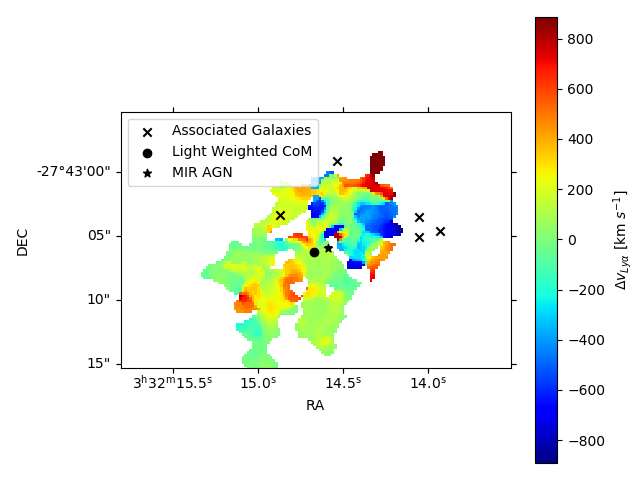 Associated Galaxies
Light Weighted CoM
MIR AGN
-27°43'00"
05"
10"
15"
DEC
3ʰ32ᵐ15.5ˢ 15.0ˢ 14.5ˢ 14.0ˢ
RA
800
600
400
200
0
−200
−400
−600
−800
Δv_Lyα [km s⁻¹]